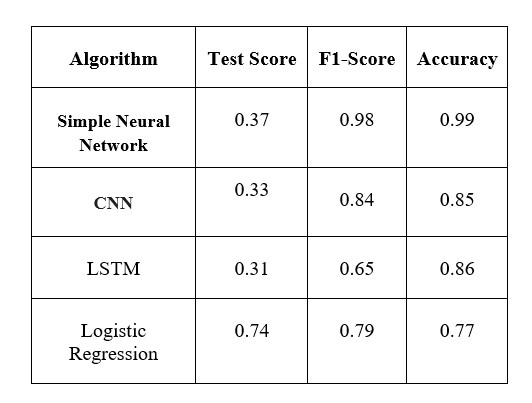 Algorithm Test Score F1-Score Accuracy
Simple Neural 0.37 0.98 0.99
Network
CNN 0.33 0.84 0.85
LSTM 0.31 0.65 0.86
Logistic 0.74 0.79 0.77
Regression